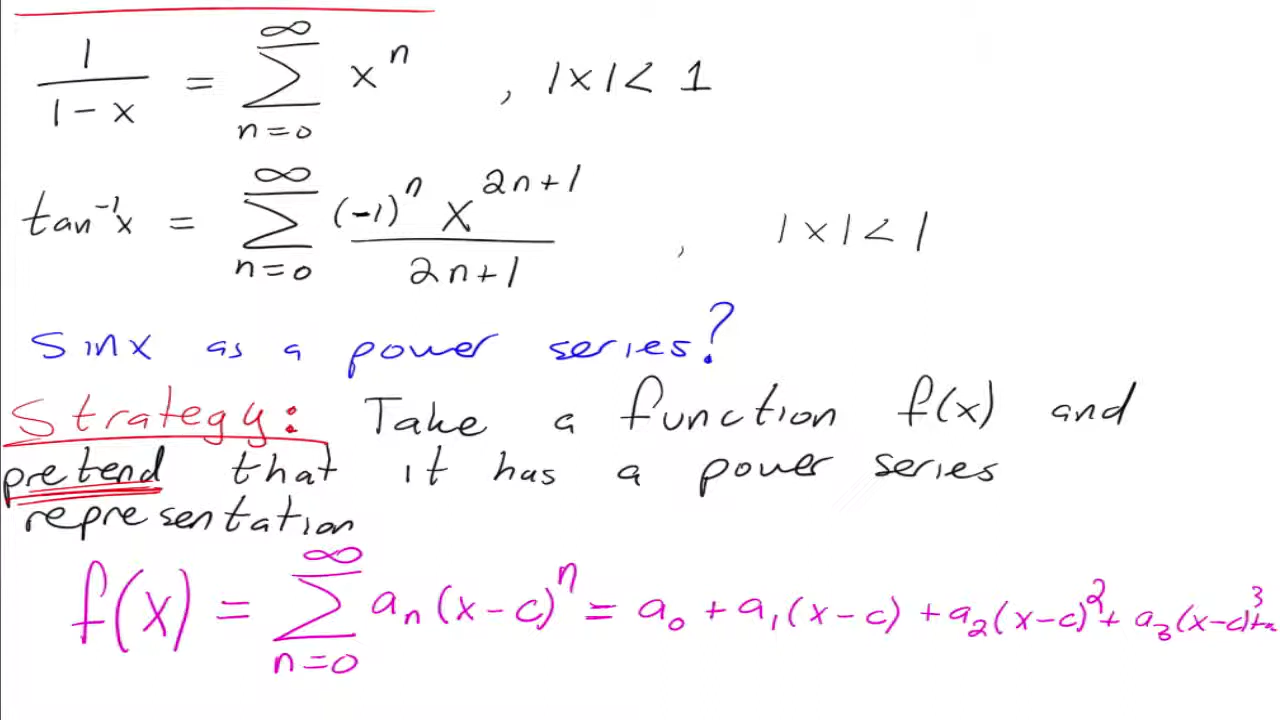 1/(1-x) = ∑_{n=0}^{∞} x^n , |x| < 1
tan^{-1}x = ∑_{n=0}^{∞} (-1)^n x^{2n+1}/(2n+1) , |x| < 1
sinx as a power series?
Strategy: Take a function f(x) and
pretend that it has a power series
representation
f(x) = ∑_{n=0}^{∞} a_n(x-c)^n = a_0 + a_1(x-c) + a_2(x-c)^2 + a_3(x-c)^3 +